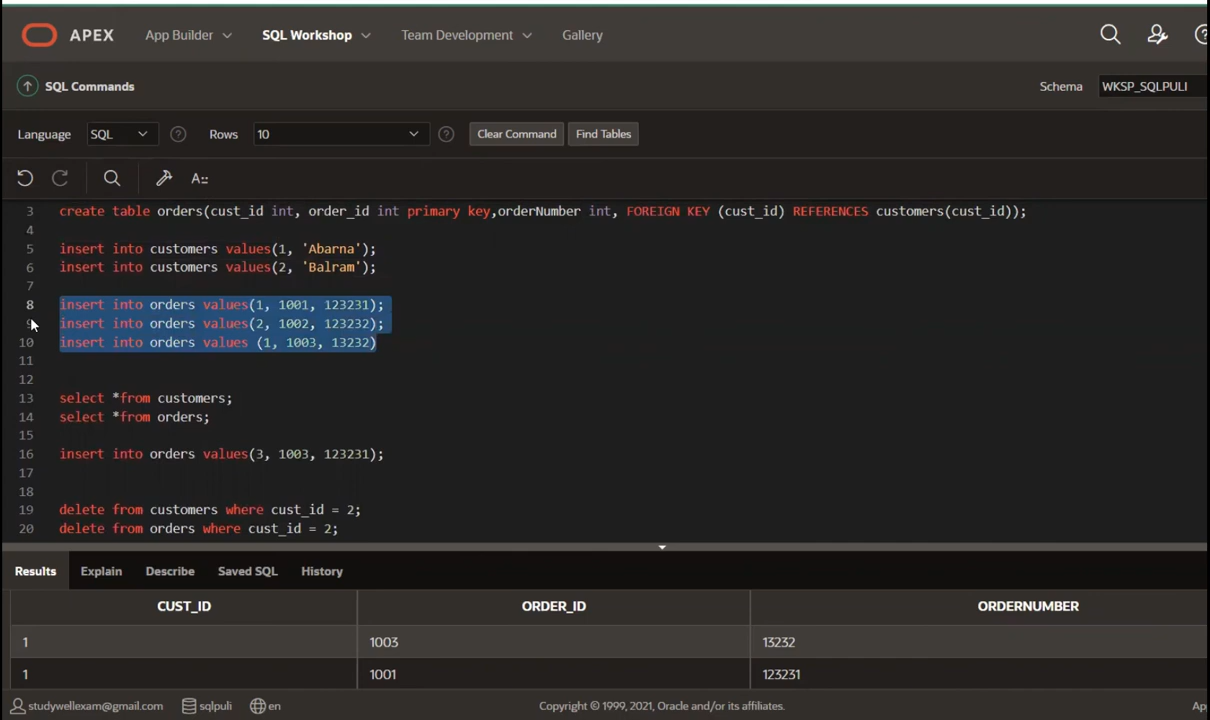 APEX App Builder SQL Workshop Team Development Gallery
SQL Commands Schema WKSP_SQLPULI
Language SQL Rows 10 Clear Command Find Tables
A::
3 create table orders(cust_id int, order_id int primary key,orderNumber int, FOREIGN KEY (cust_id) REFERENCES customers(cust_id));
4
5 insert into customers values(1, 'Abarna');
6 insert into customers values(2, 'Balram');
7
8 insert into orders values(1, 1001, 123231);
9 insert into orders values(2, 1002, 123232);
10 insert into orders values (1, 1003, 13232)
11
12
13 select *from customers;
14 select *from orders;
15
16 insert into orders values(3, 1003, 123231);
17
18
19 delete from customers where cust_id = 2;
20 delete from orders where cust_id = 2;
Results Explain Describe Saved SQL History
CUST_ID ORDER_ID ORDERNUMBER
1 1003 13232
1 1001 123231
studywellexam@gmail.com sqlpuli en Copyright © 1999, 2021, Oracle and/or its affiliates. Ap